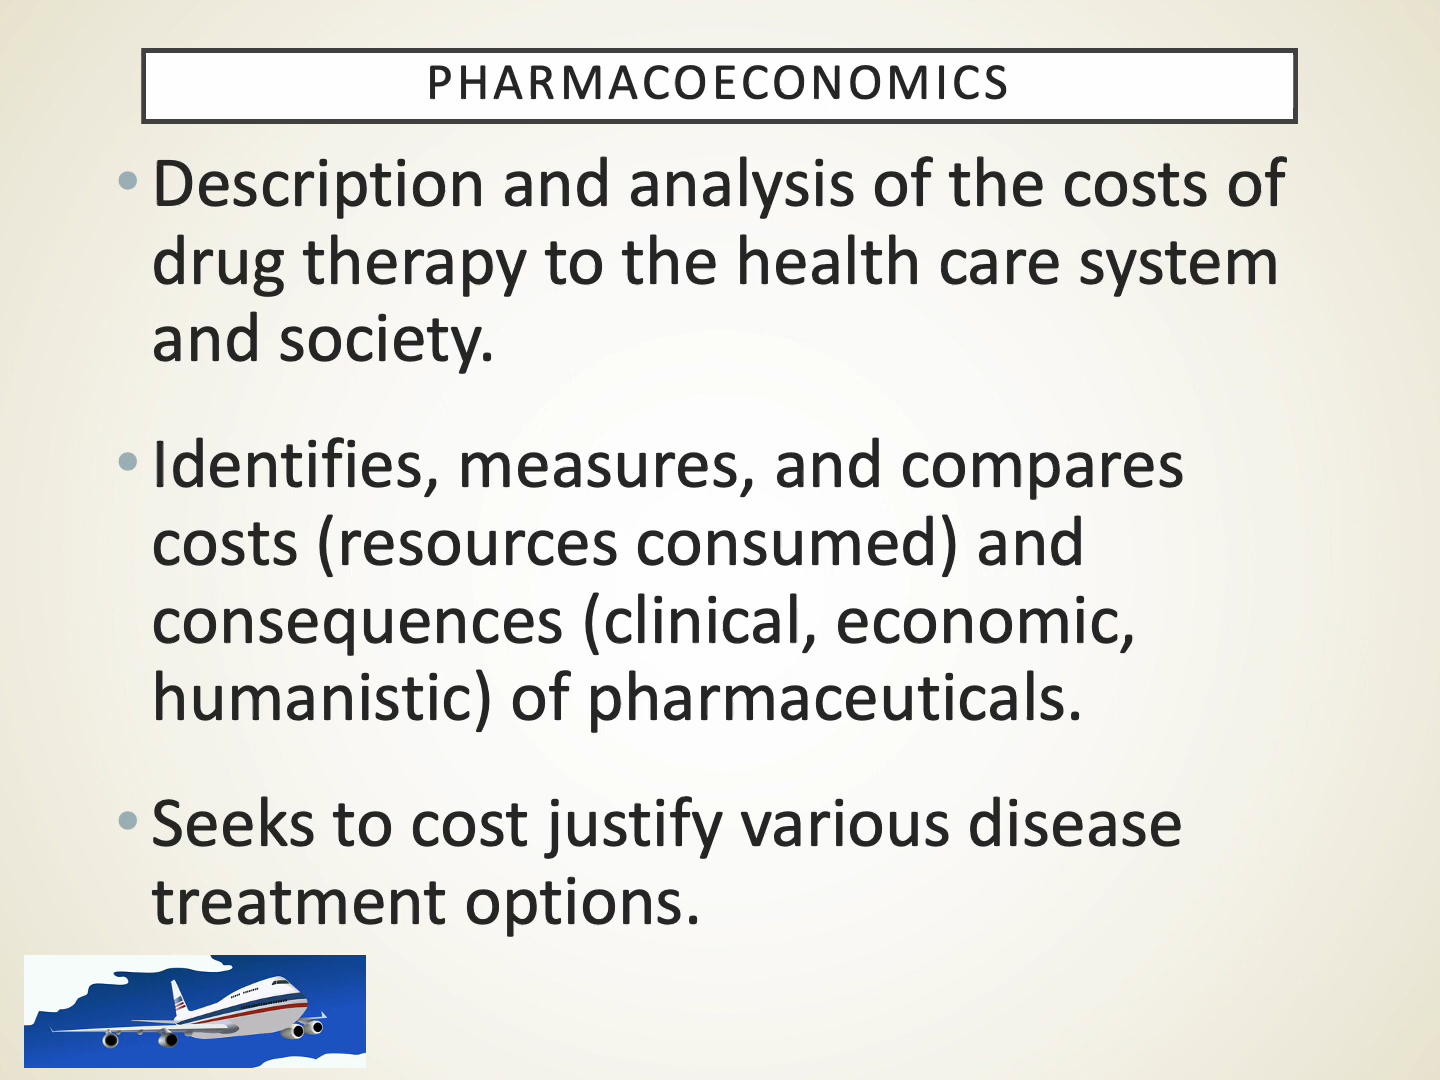 PHARMACOECONOMICS
• Description and analysis of the costs of
drug therapy to the health care system
and society.
• Identifies, measures, and compares
costs (resources consumed) and
consequences (clinical, economic,
humanistic) of pharmaceuticals.
• Seeks to cost justify various disease
treatment options.